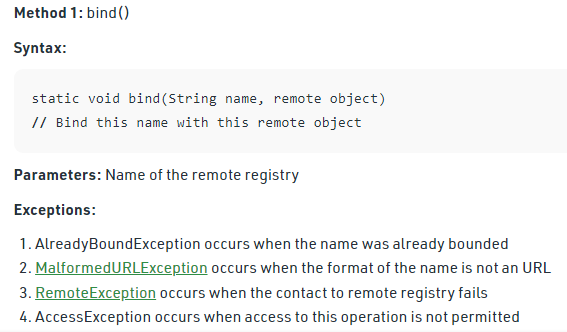 Method 1: bind()
Syntax:
static void bind(String name, remote object)
// Bind this name with this remote object
Parameters: Name of the remote registry
Exceptions:
1. AlreadyBoundException occurs when the name was already bounded
2. MalformedURLException occurs when the format of the name is not an URL
3. RemoteException occurs when the contact to remote registry fails
4. AccessException occurs when access to this operation is not permitted